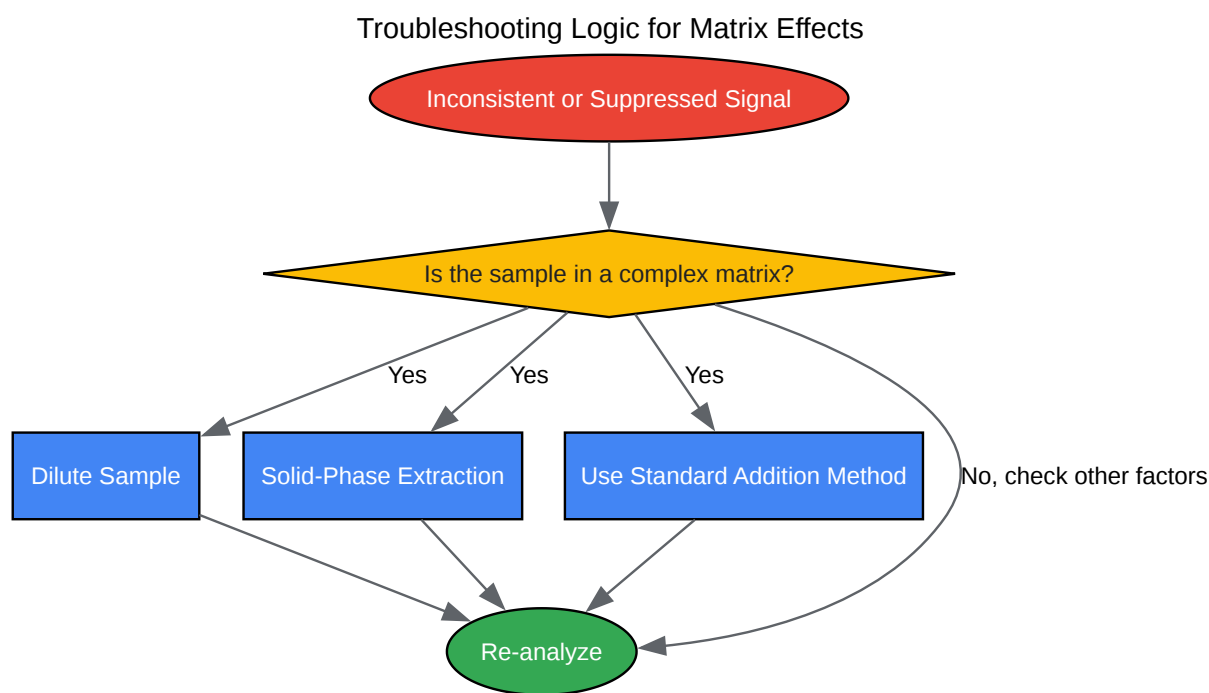 Troubleshooting Logic for Matrix Effects
Inconsistent or Suppressed Signal
Is the sample in a complex matrix?
Yes
Yes
Yes
Dilute Sample
Solid-Phase Extraction
Use Standard Addition Method
No, check other factors
Re-analyze